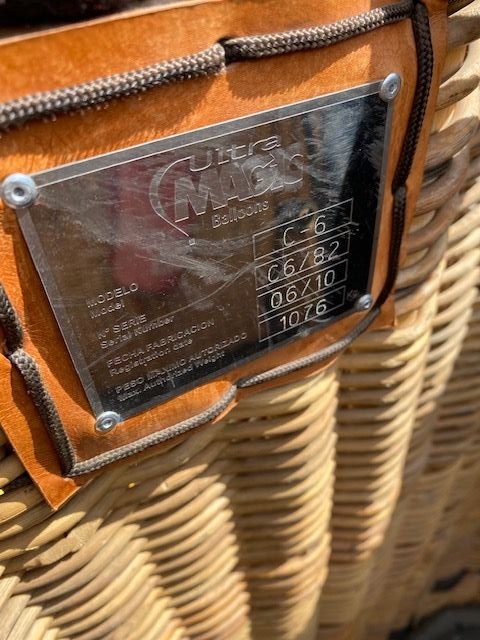 Ultra
MAGIC
Balloons
MODELO
Model
C-6
Nº SERIE
Serial Number
C6/82
FECHA FABRICACION
Registration date
06/10
PESO MAXIMO AUTORIZADO
Max. Authorized Weight
1076